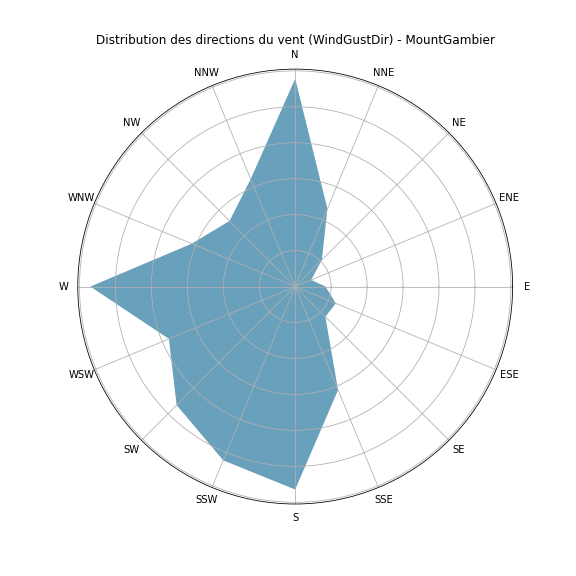 Distribution des directions du vent (WindGustDir) - MountGambier
N
NNW
NNE
NW
NE
WNW
ENE
W
E
WSW
ESE
SW
SE
SSW
SSE
S